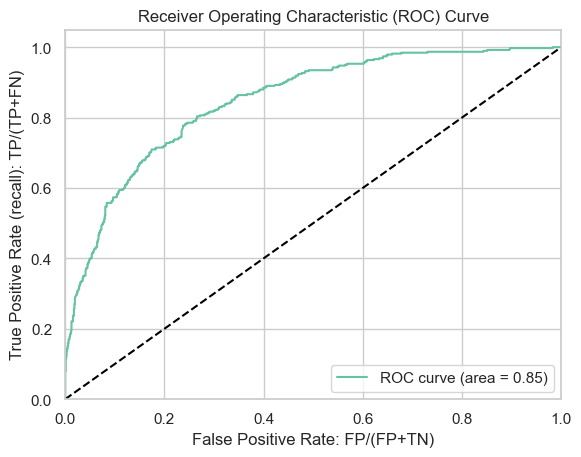 Receiver Operating Characteristic (ROC) Curve
True Positive Rate (recall): TP/(TP+FN)
1.0
0.8
0.6
0.4
0.2
0.0
ROC curve (area = 0.85)
0.0 0.2 0.4 0.6 0.8 1.0
False Positive Rate: FP/(FP+TN)